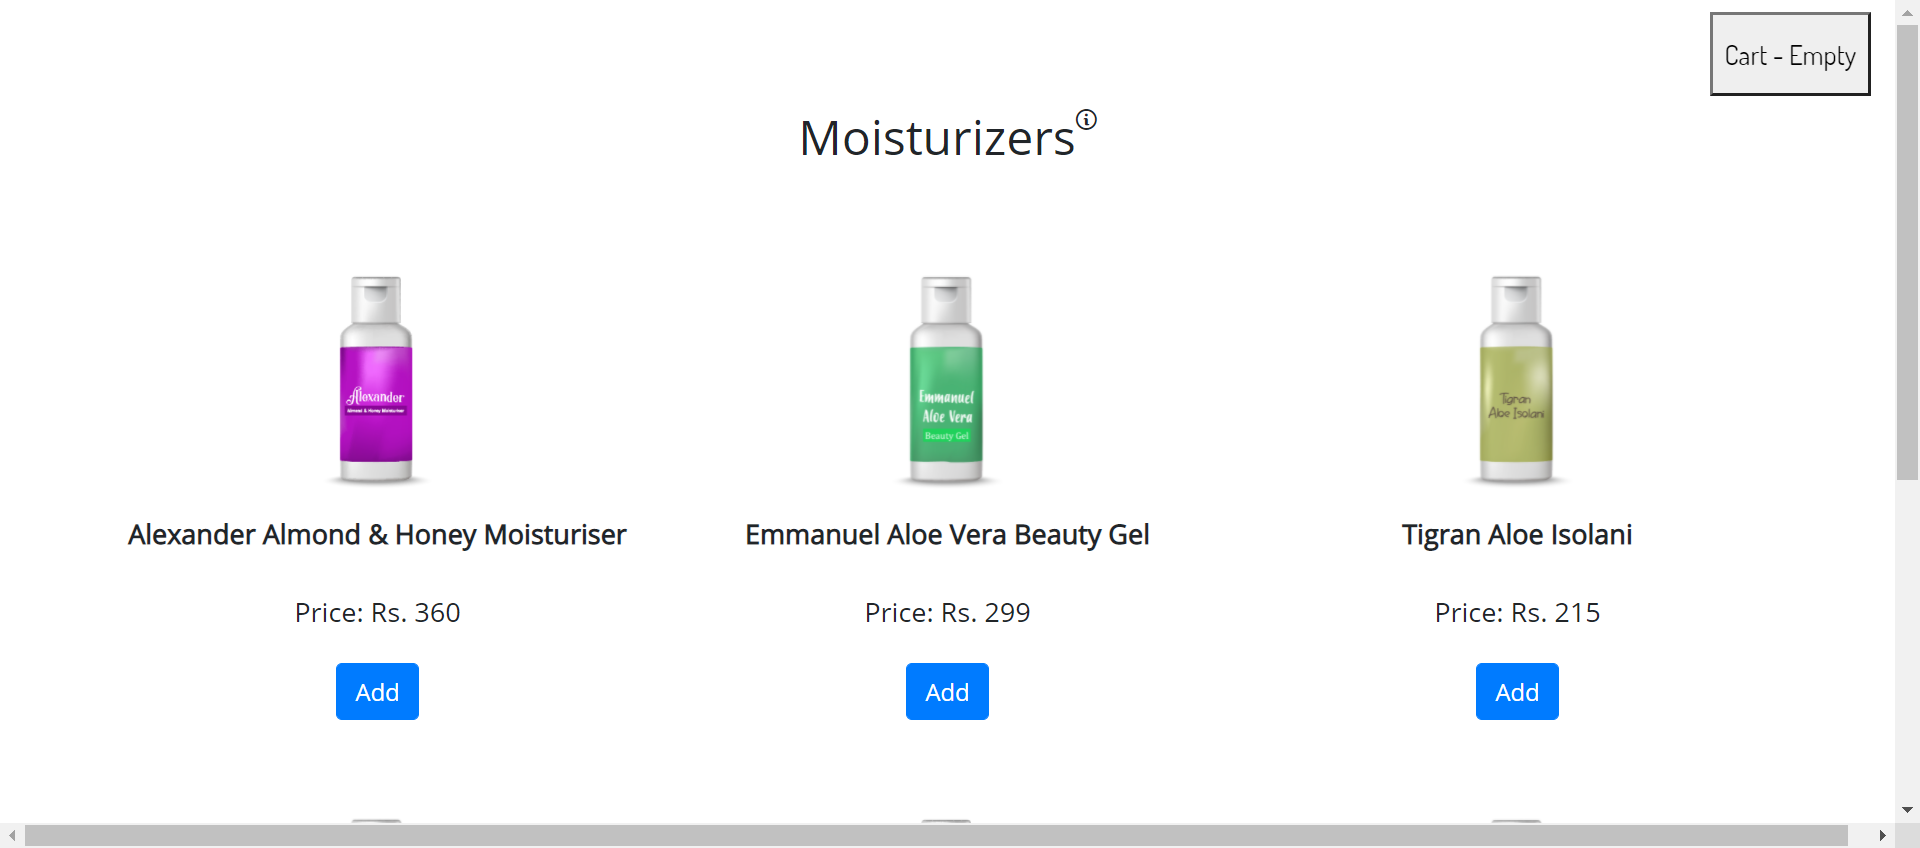 Cart - Empty
Moisturizers
Alexander
Almond & Honey Moisturiser
Emmanuel
Aloe Vera
Beauty Gel
Tigran
Aloe Isolani
Alexander Almond & Honey Moisturiser
Emmanuel Aloe Vera Beauty Gel
Tigran Aloe Isolani
Price: Rs. 360
Price: Rs. 299
Price: Rs. 215
Add
Add
Add